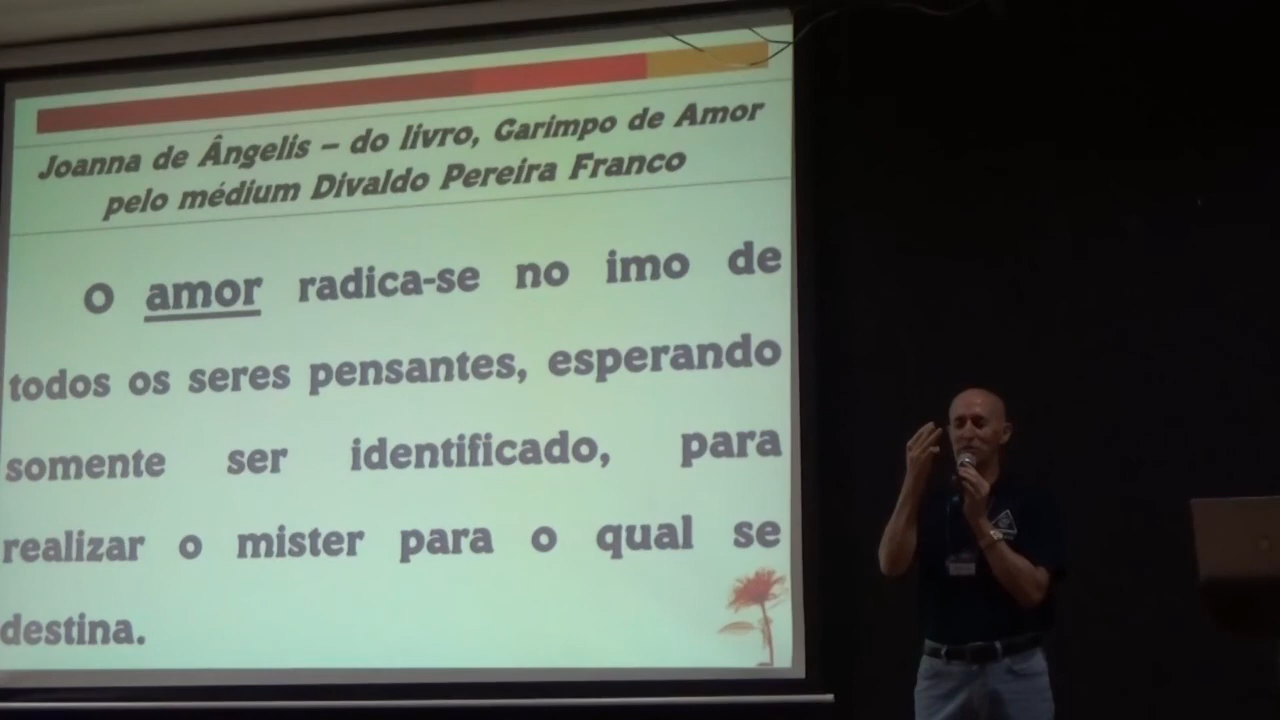 Joanna de Ângelis – do livro, Garimpo de Amor
pelo médium Divaldo Pereira Franco
O amor radica-se no imo de
todos os seres pensantes, esperando
somente ser identificado, para
realizar o mister para o qual se
destina.